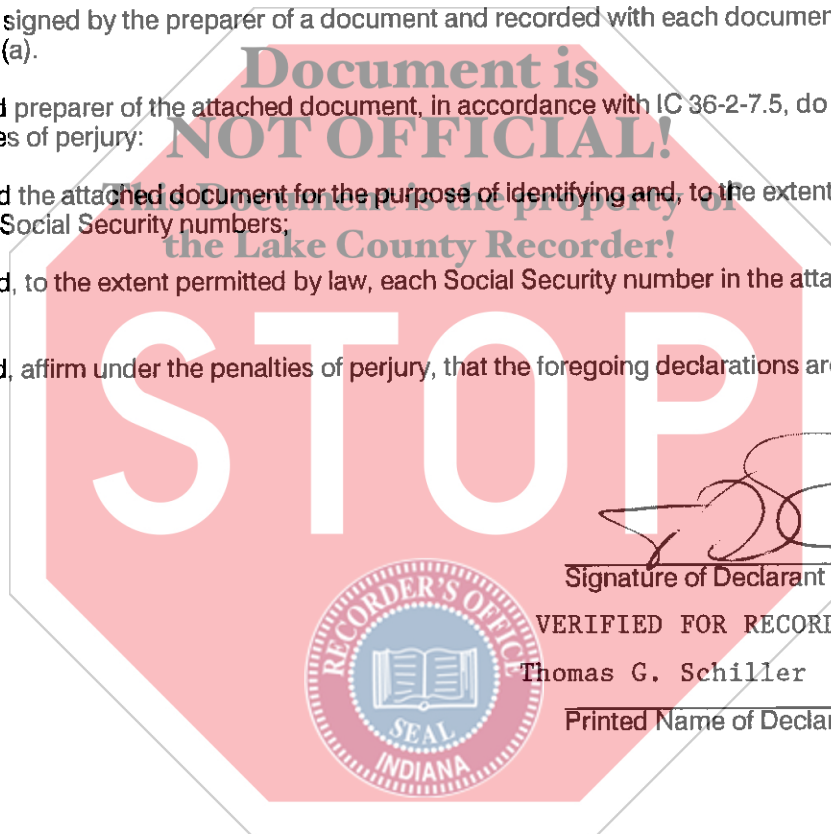 signed by the preparer of a document and recorded with each documen
(a).
Document is
preparer of the attached document, in accordance with IC 36-2-7.5, do
es of perjury:
NOT OFFICIAL!
d the attached document for the purpose of identifying and, to the extent
This Document is the property of
Social Security numbers;
the Lake County Recorder!
d, to the extent permitted by law, each Social Security number in the atta
d, affirm under the penalties of perjury, that the foregoing declarations are
STOP
Signature of Declarant
RECORDER'S OFFICE
VERIFIED FOR RECORD
Thomas G. Schiller
Printed Name of Declar
SEAL
INDIANA